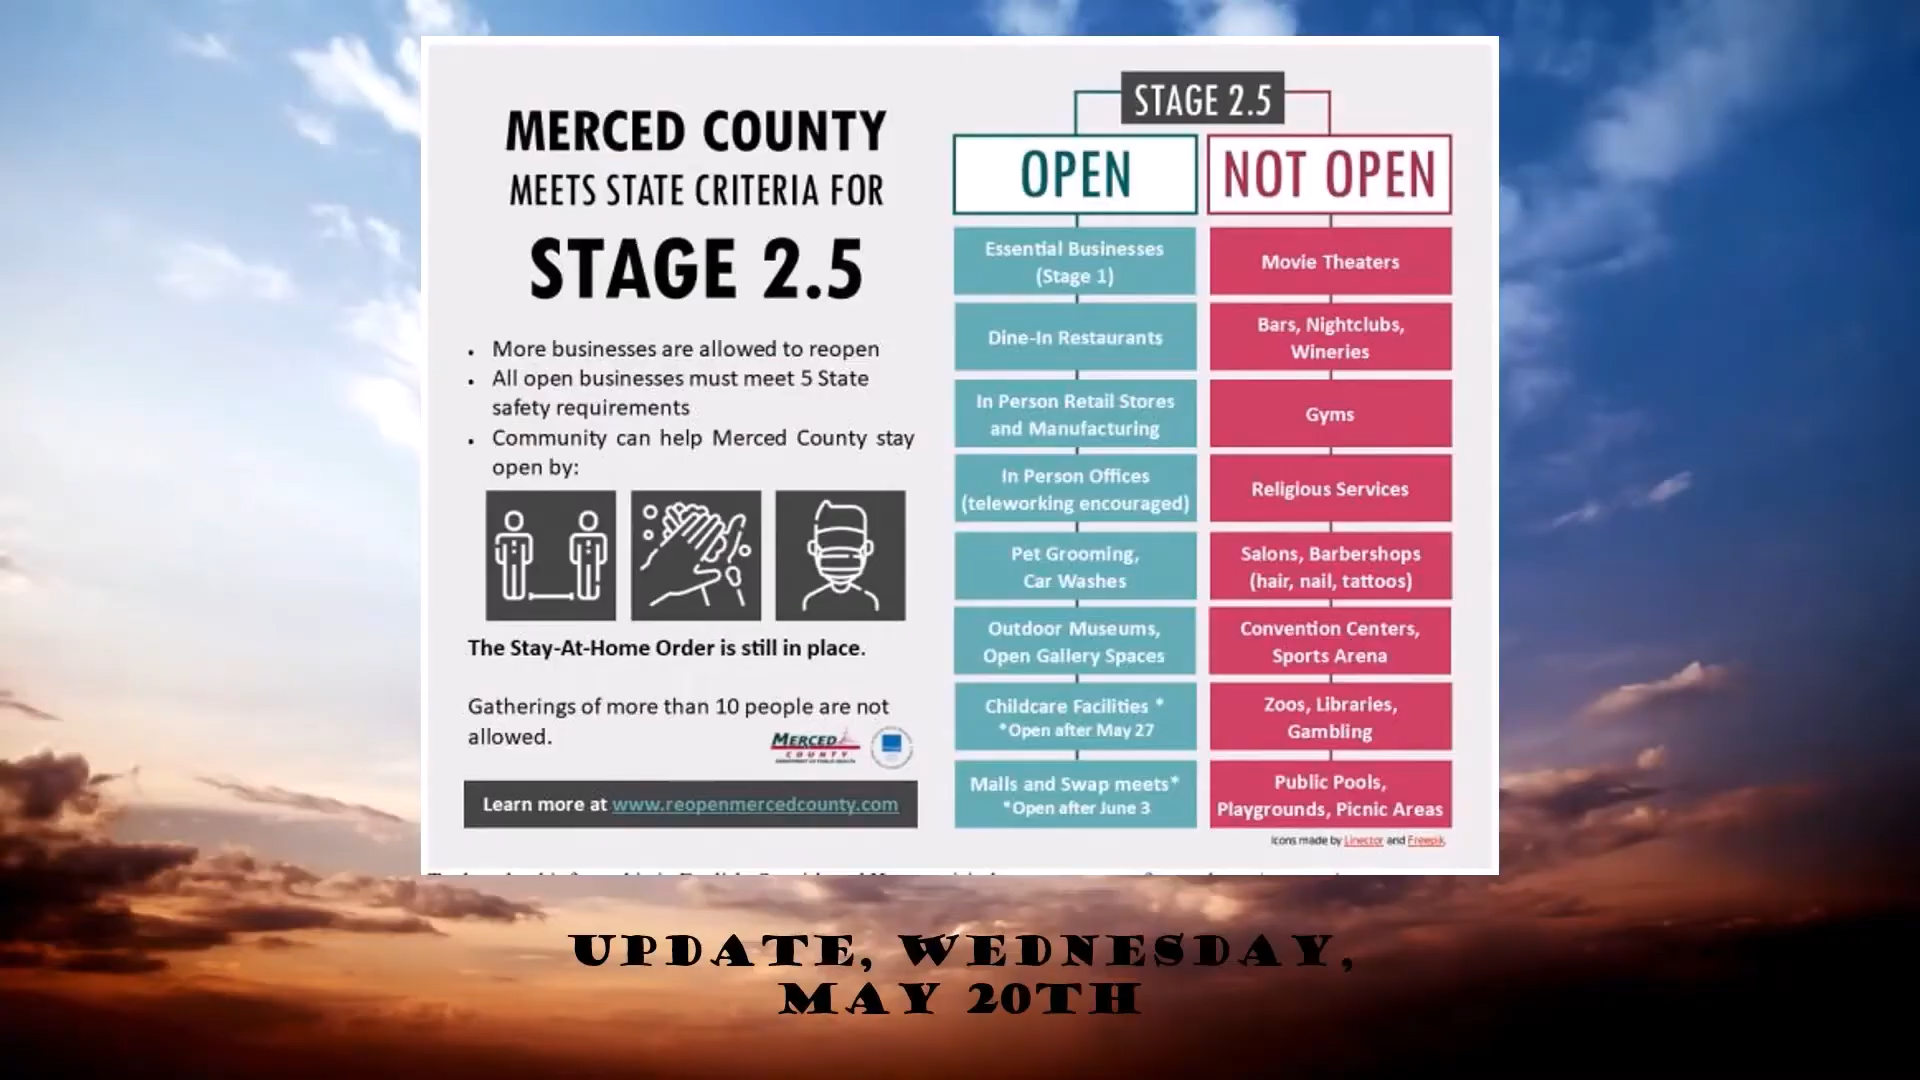 MERCED COUNTY
MEETS STATE CRITERIA FOR
STAGE 2.5
• More businesses are allowed to reopen
• All open businesses must meet 5 State
safety requirements
• Community can help Merced County stay
open by:
The Stay-At-Home Order is still in place.
Gatherings of more than 10 people are not
allowed.
MERCED
COUNTY
Learn more at www.reopenmercedcounty.com
STAGE 2.5
OPEN
Essential Businesses
(Stage 1)
Dine-In Restaurants
In Person Retail Stores
and Manufacturing
In Person Offices
(teleworking encouraged)
Pet Grooming,
Car Washes
Outdoor Museums,
Open Gallery Spaces
Childcare Facilities *
*Open after May 27
Malls and Swap meets*
*Open after June 3
NOT OPEN
Movie Theaters
Bars, Nightclubs,
Wineries
Gyms
Religious Services
Salons, Barbershops
(hair, nail, tattoos)
Convention Centers,
Sports Arena
Zoos, Libraries,
Gambling
Public Pools,
Playgrounds, Picnic Areas
Icons made by Linector and Freepik
UPDATE, WEDNESDAY,
MAY 20TH